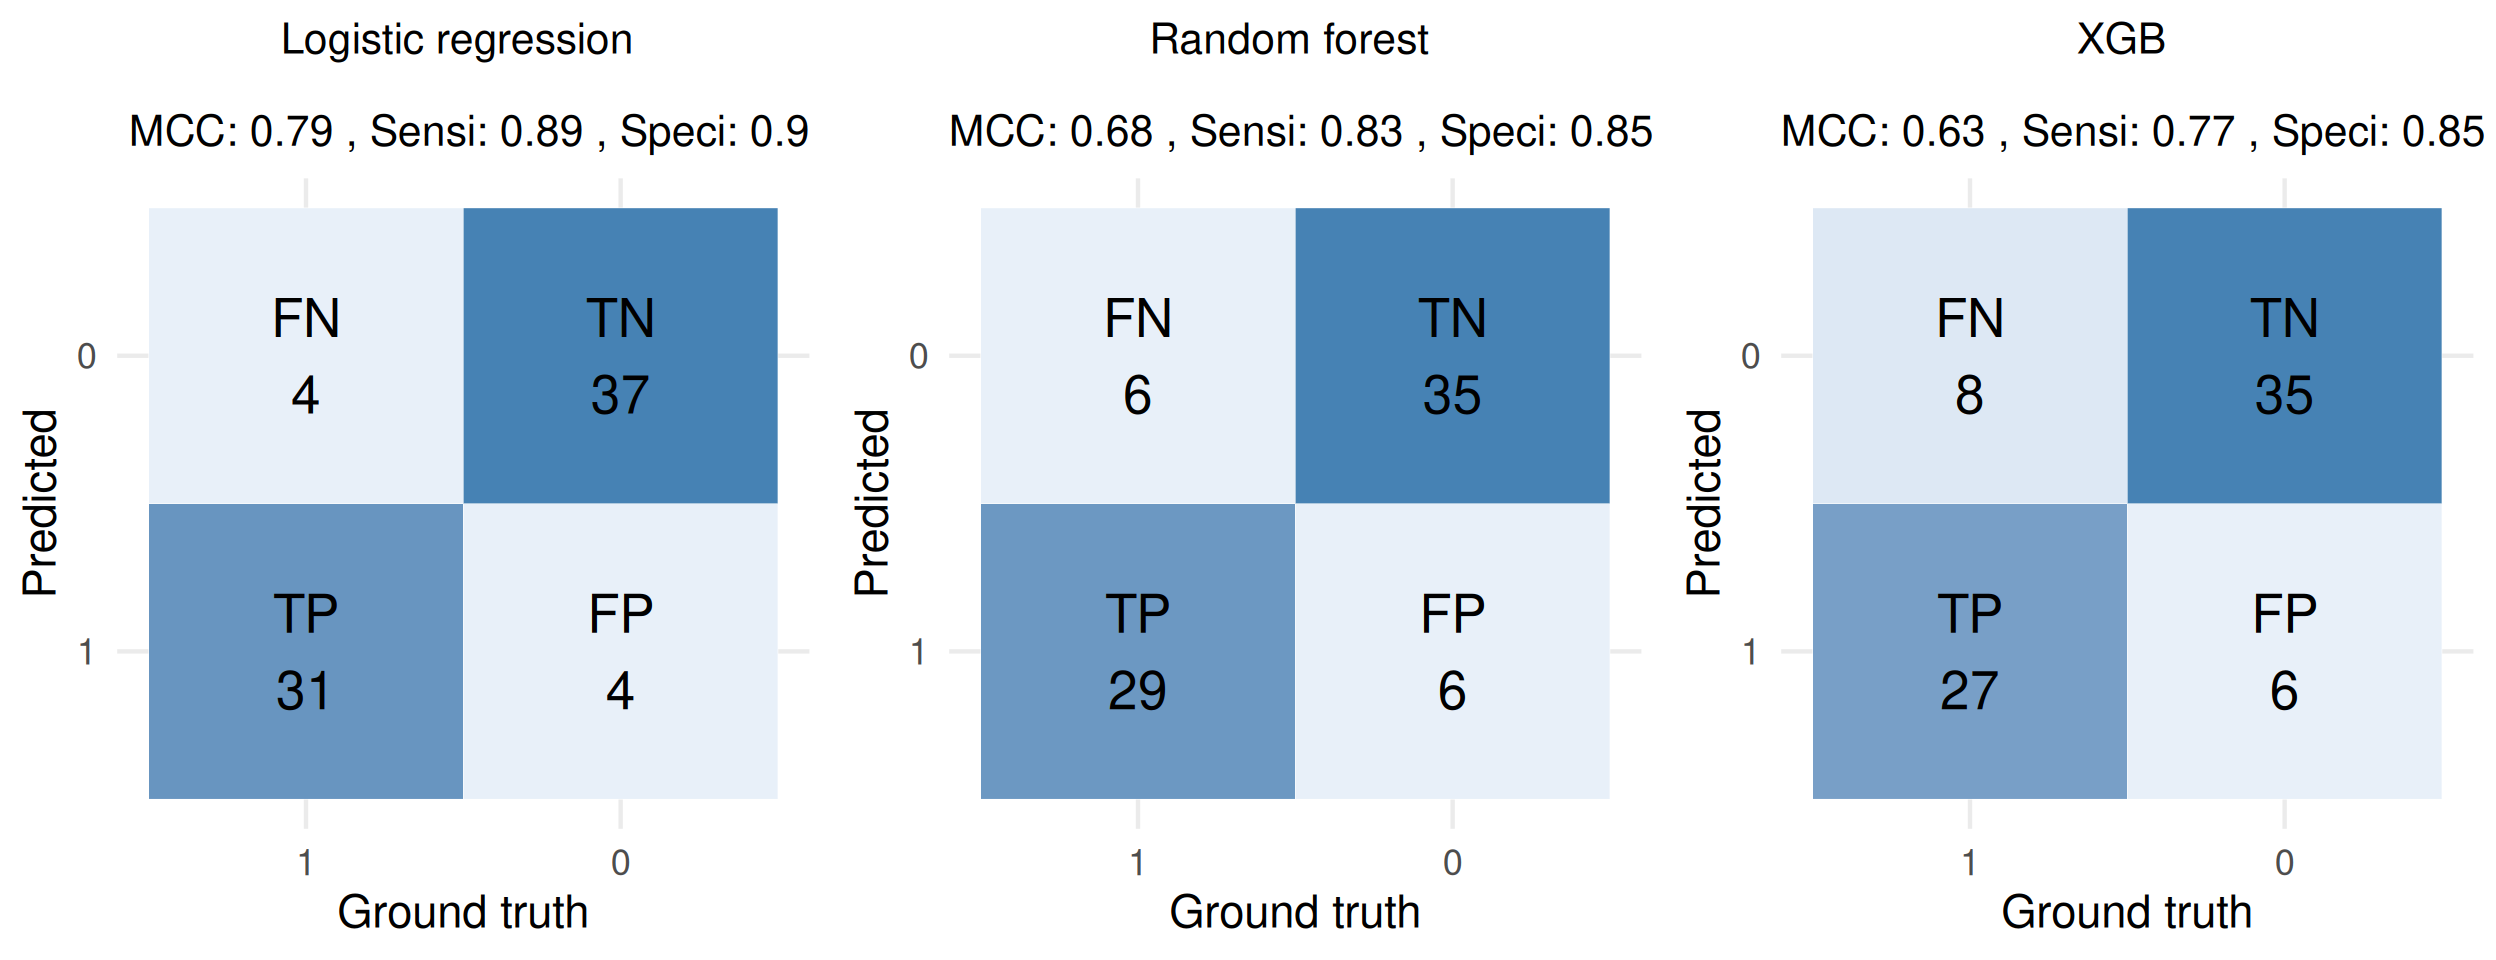 Logistic regression
MCC: 0.79 , Sensi: 0.89 , Speci: 0.9
FN
4
TN
37
TP
31
FP
4
0
1
Predicted
1
0
Ground truth
Random forest
MCC: 0.68 , Sensi: 0.83 , Speci: 0.85
FN
6
TN
35
TP
29
FP
6
0
1
Predicted
1
0
Ground truth
XGB
MCC: 0.63 , Sensi: 0.77 , Speci: 0.85
FN
8
TN
35
TP
27
FP
6
0
1
Predicted
1
0
Ground truth